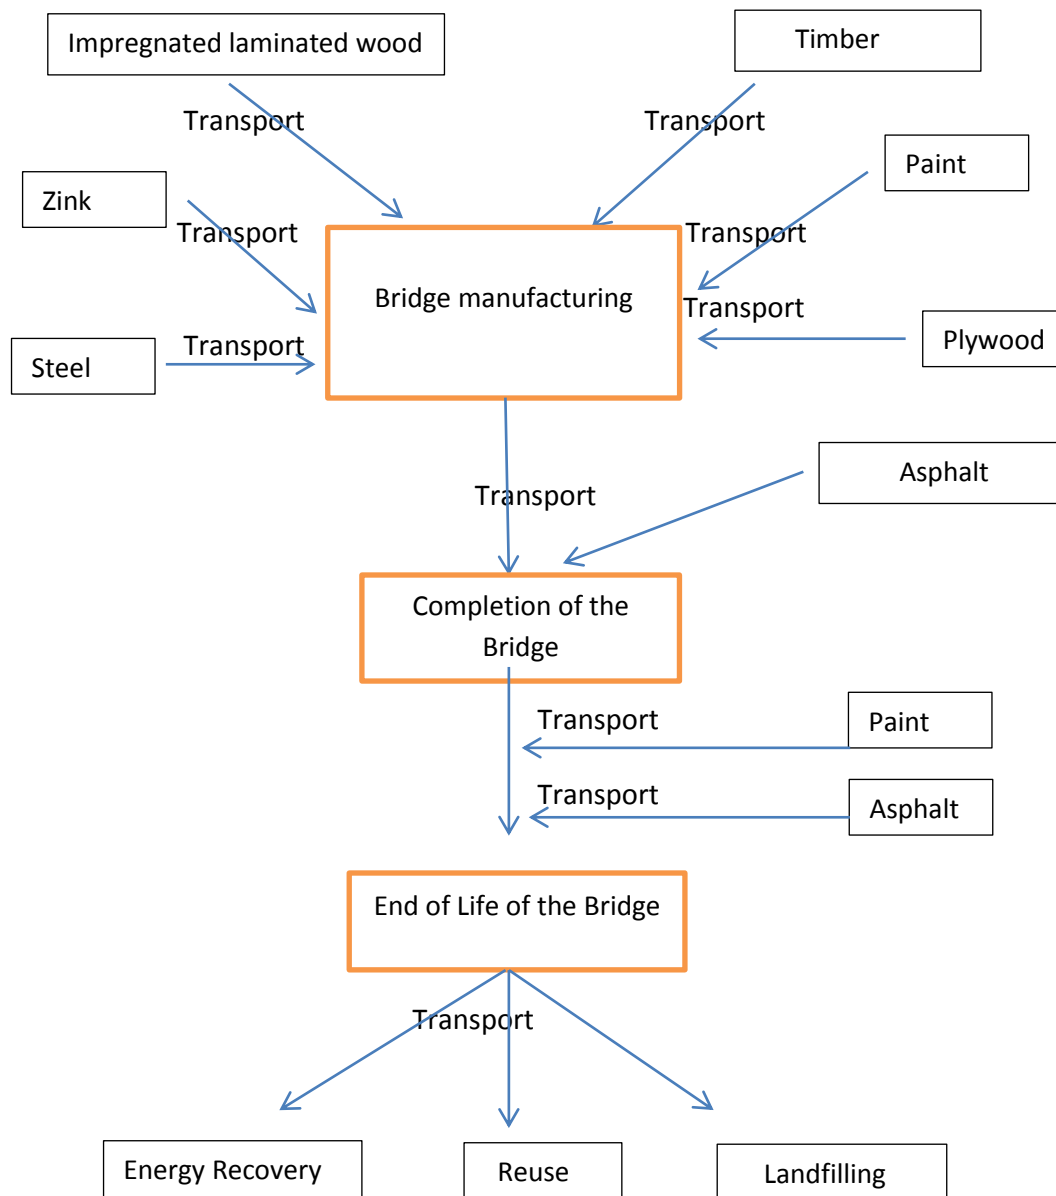 Impregnated laminated wood
Timber
Transport
Transport
Paint
Zink
Transport
Transport
Bridge manufacturing
Transport
Transport
Plywood
Steel
Asphalt
Transport
Completion of the
Bridge
Transport
Paint
Transport
Asphalt
End of Life of the Bridge
Transport
Energy Recovery
Reuse
Landfilling